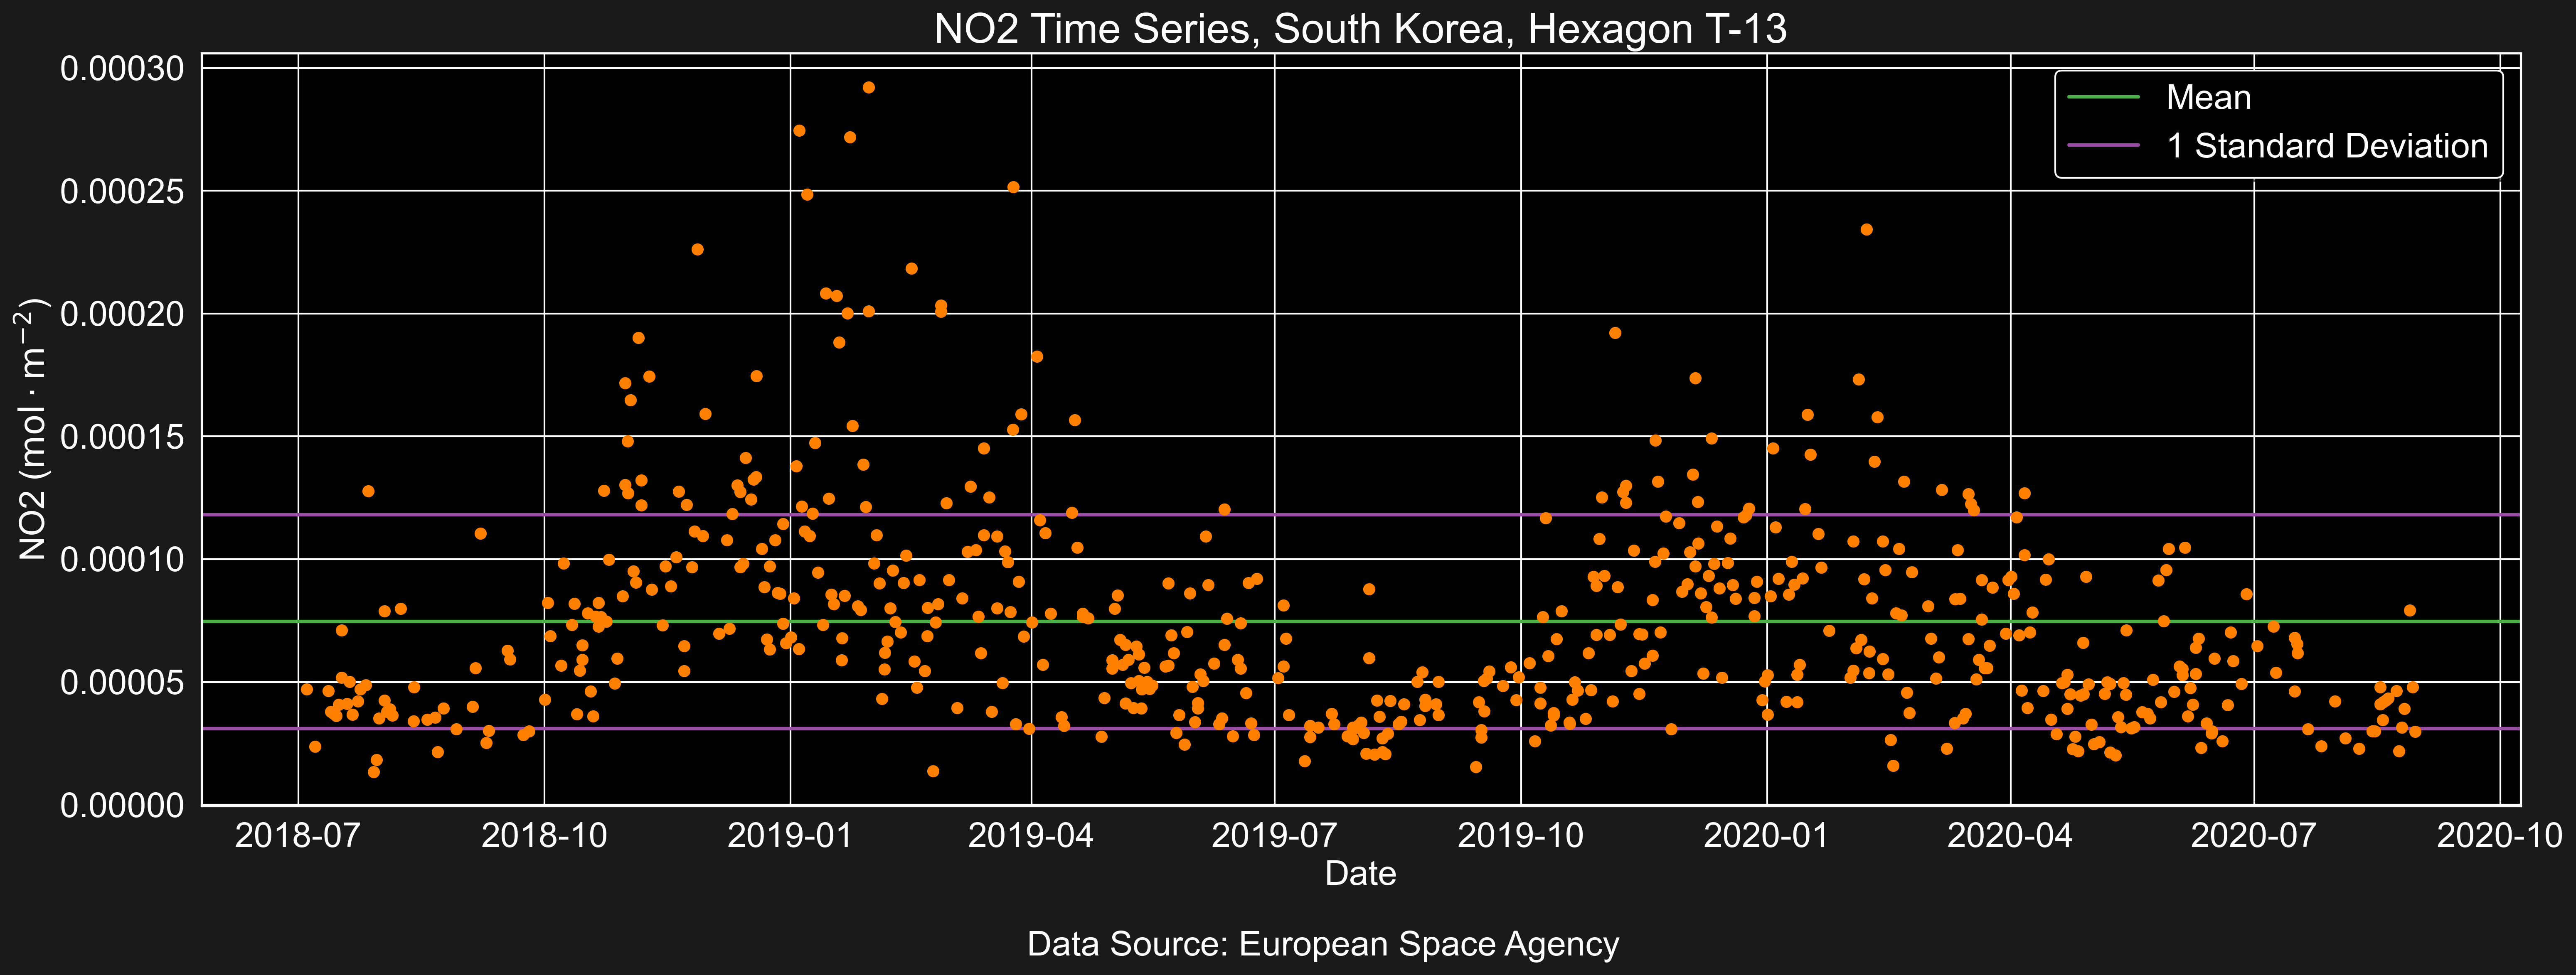 NO2 Time Series, South Korea, Hexagon T-13
Mean
1 Standard Deviation
NO2 (mol · m⁻²)
0.00030
0.00025
0.00020
0.00015
0.00010
0.00005
0.00000
2018-07 2018-10 2019-01 2019-04 2019-07 2019-10 2020-01 2020-04 2020-07 2020-10
Date
Data Source: European Space Agency